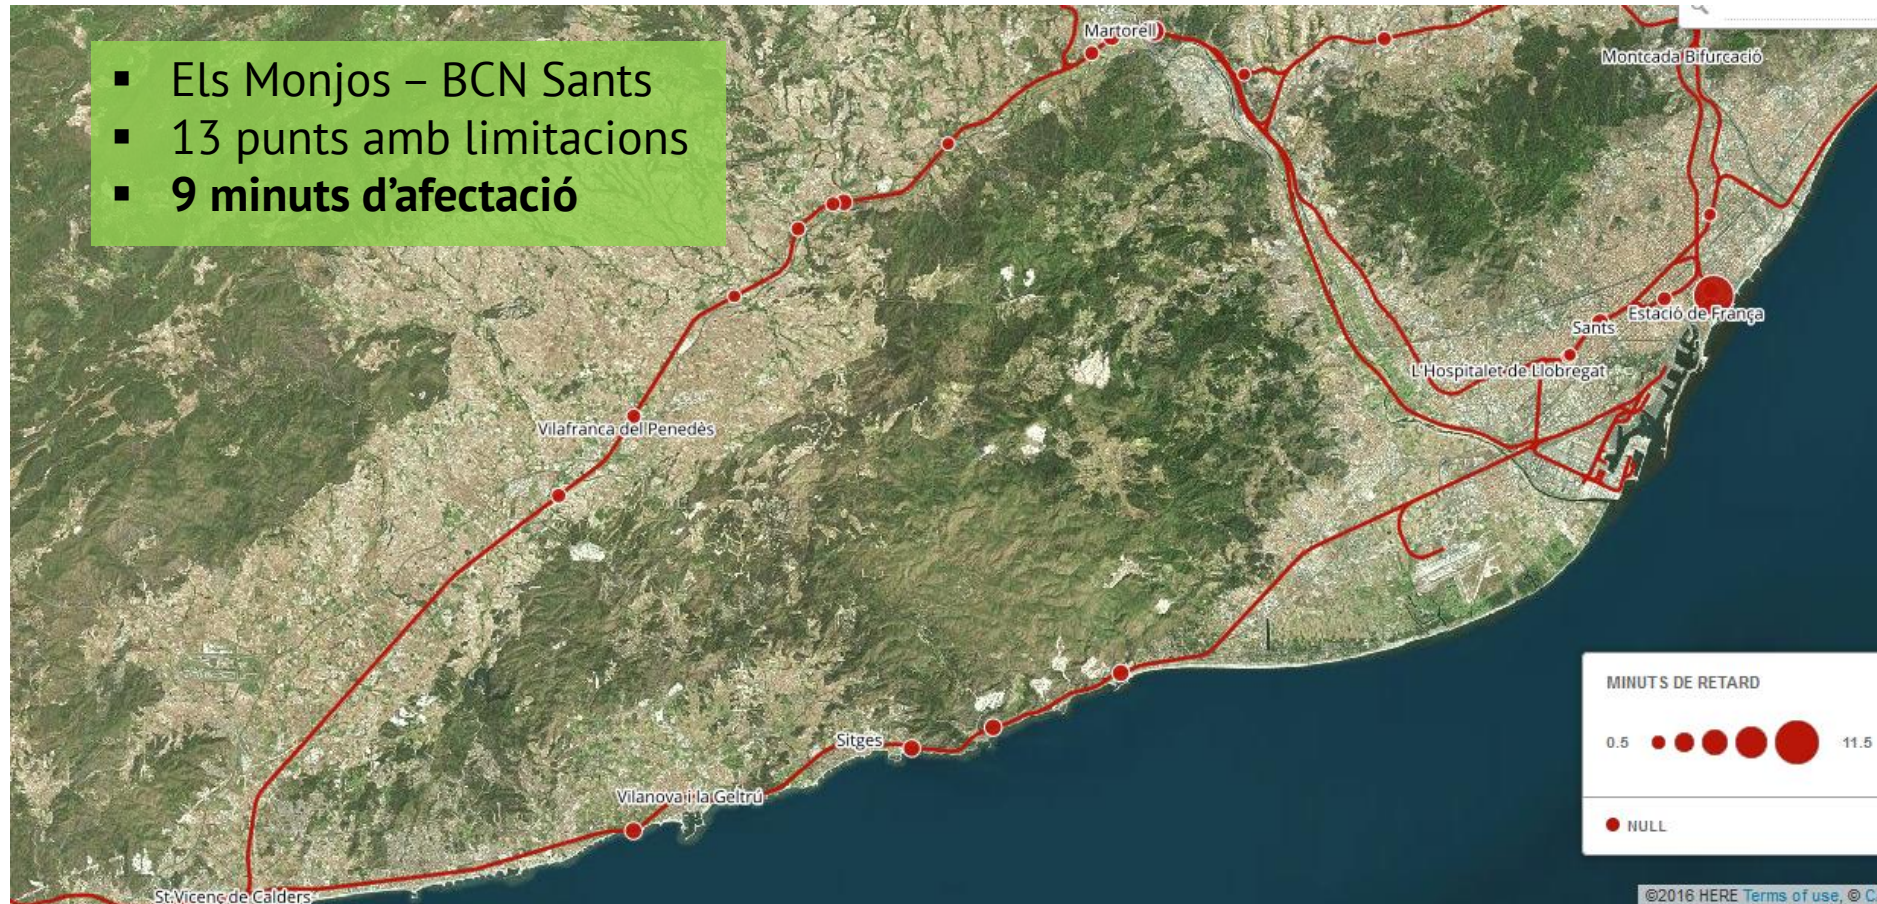 ▪ Els Monjos – BCN Sants
▪ 13 punts amb limitacions
▪ 9 minuts d'afectació
Martorell
Montcada Bifurcació
Estació de França
Sants
L'Hospitalet de Llobregat
Vilafranca del Penedès
Sitges
Vilanova i la Geltrú
St.Vicenç de Calders
MINUTS DE RETARD
0.5 11.5
NULL
©2016 HERE Terms of use, © C